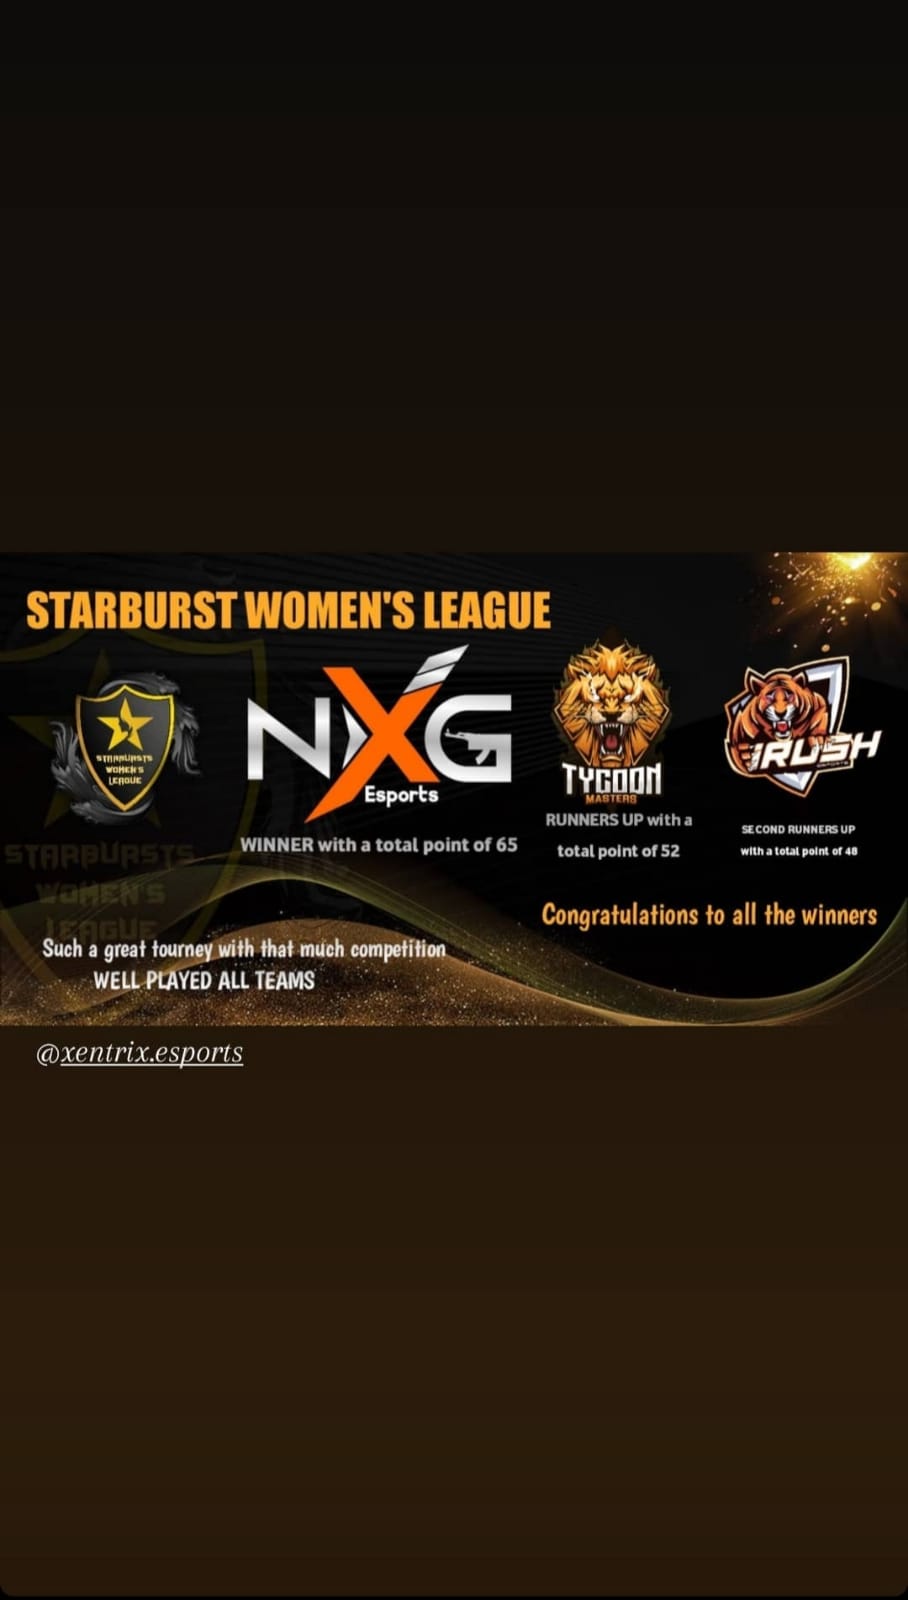 STARBURST WOMEN'S LEAGUE
STARBURSTS
WOMEN'S
LEAGUE
NXG
Esports
WINNER with a total point of 65
TYCOON
MASTERS
RUNNERS UP with a
total point of 52
RUSH
ESPORTS
SECOND RUNNERS UP
with a total point of 48
STARBURSTS
WOMEN'S
LEAGUE
Congratulations to all the winners
Such a great tourney with that much competition
WELL PLAYED ALL TEAMS
@xentrix.esports